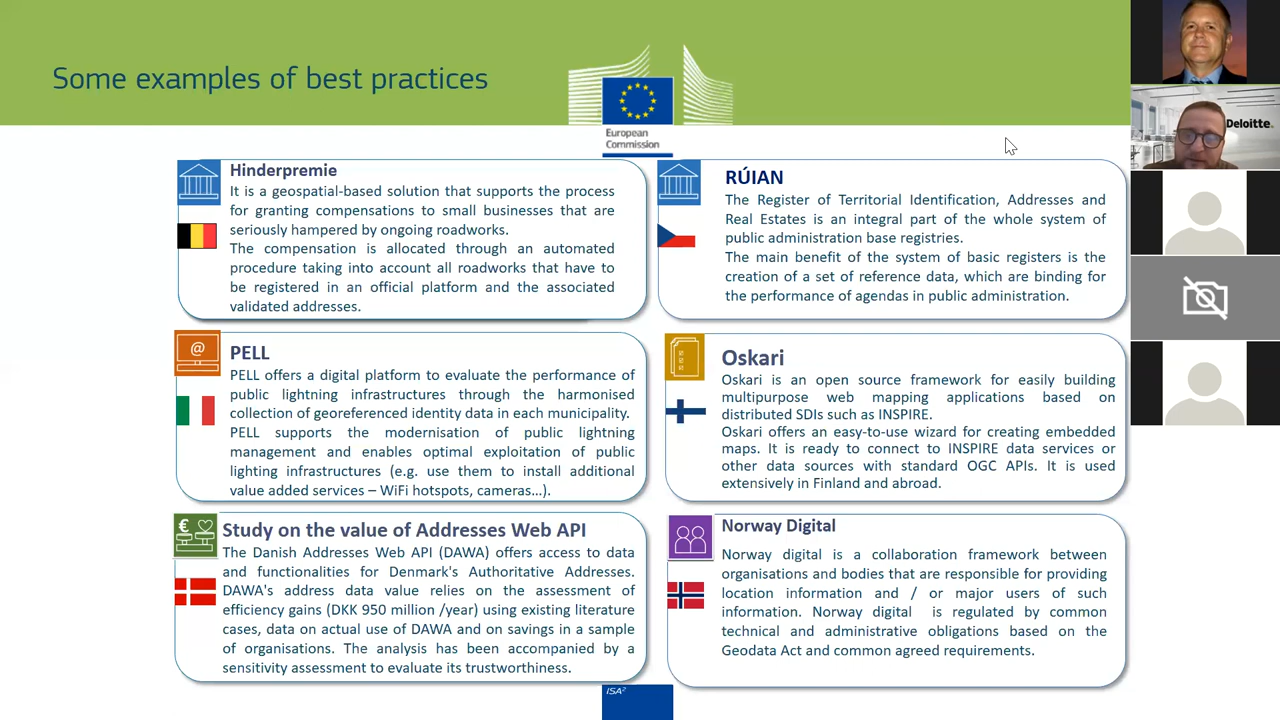 Some examples of best practices
European
Commission
Deloitte.
Hinderpremie
It is a geospatial-based solution that supports the process
for granting compensations to small businesses that are
seriously hampered by ongoing roadworks.
The compensation is allocated through an automated
procedure taking into account all roadworks that have to
be registered in an official platform and the associated
validated addresses.
RÚIAN
The Register of Territorial Identification, Addresses and
Real Estates is an integral part of the whole system of
public administration base registries.
The main benefit of the system of basic registers is the
creation of a set of reference data, which are binding for
the performance of agendas in public administration.
@
PELL
PELL offers a digital platform to evaluate the performance of
public lighting infrastructures through the harmonised
collection of georeferenced identity data in each municipality.
PELL supports the modernisation of public lightning
management and enables optimal exploitation of public
lighting infrastructures (e.g. use them to install additional
value added services – WiFi hotspots, cameras...).
Oskari
Oskari is an open source framework for easily building
multipurpose web mapping applications based on
distributed SDIs such as INSPIRE.
Oskari offers an easy-to-use wizard for creating embedded
maps. It is ready to connect to INSPIRE data services or
other data sources with standard OGC APIs. It is used
extensively in Finland and abroad.
€
Study on the value of Addresses Web API
The Danish Addresses Web API (DAWA) offers access to data
and functionalities for Denmark's Authoritative Addresses.
DAWA's address data value relies on the assessment of
efficiency gains (DKK 950 million /year) using existing literature
cases, data on actual use of DAWA and on savings in a sample
of organisations. The analysis has been accompanied by a
sensitivity assessment to evaluate its trustworthiness.
Norway Digital
Norway digital is a collaboration framework between
organisations and bodies that are responsible for providing
location information and / or major users of such
information. Norway digital is regulated by common
technical and administrative obligations based on the
Geodata Act and common agreed requirements.
ISA²